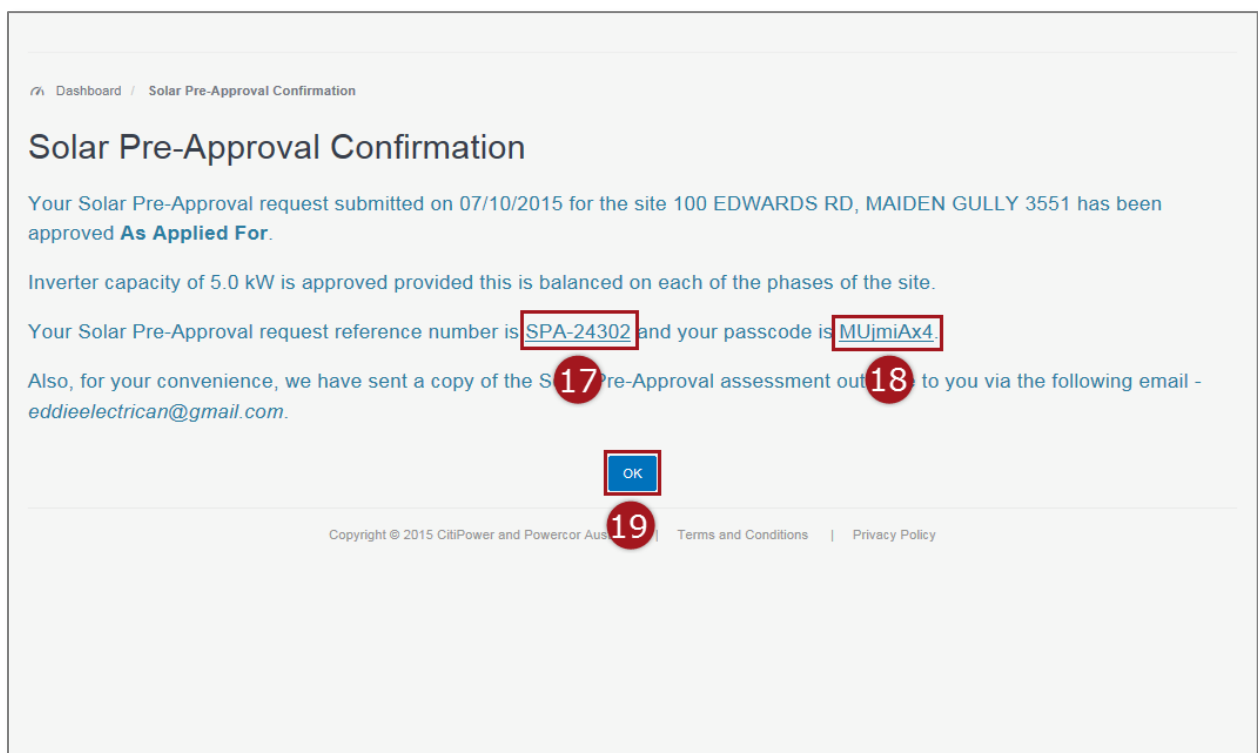 Dashboard / Solar Pre-Approval Confirmation
Solar Pre-Approval Confirmation
Your Solar Pre-Approval request submitted on 07/10/2015 for the site 100 EDWARDS RD, MAIDEN GULLY 3551 has been
approved As Applied For.
Inverter capacity of 5.0 kW is approved provided this is balanced on each of the phases of the site.
Your Solar Pre-Approval request reference number is SPA-24302 and your passcode is MUjmiAx4.
17
18
Also, for your convenience, we have sent a copy of the Pre-Approval assessment to you via the following email -
eddieelectrican@gmail.com.
OK
19
Copyright © 2015 CitiPower and Powercor | Terms and Conditions | Privacy Policy